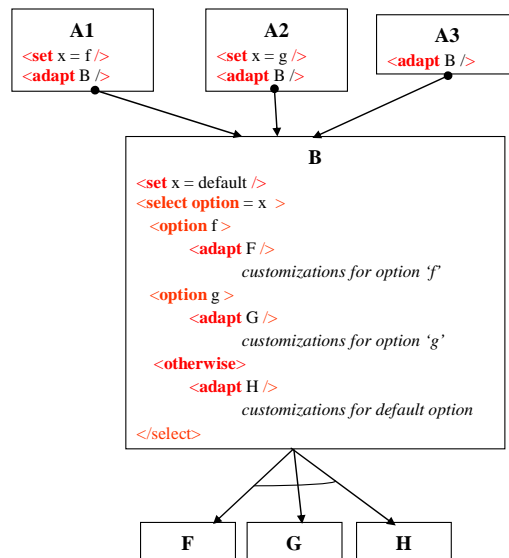 A1
<set x = f />
<adapt B />
A2
<set x = g />
<adapt B />
A3
<adapt B />
B
<set x = default />
<select option = x >
<option f >
<adapt F />
customizations for option ‘f’
<option g >
<adapt G />
customizations for option ‘g’
<otherwise>
<adapt H />
customizations for default option
</select>
F
G
H